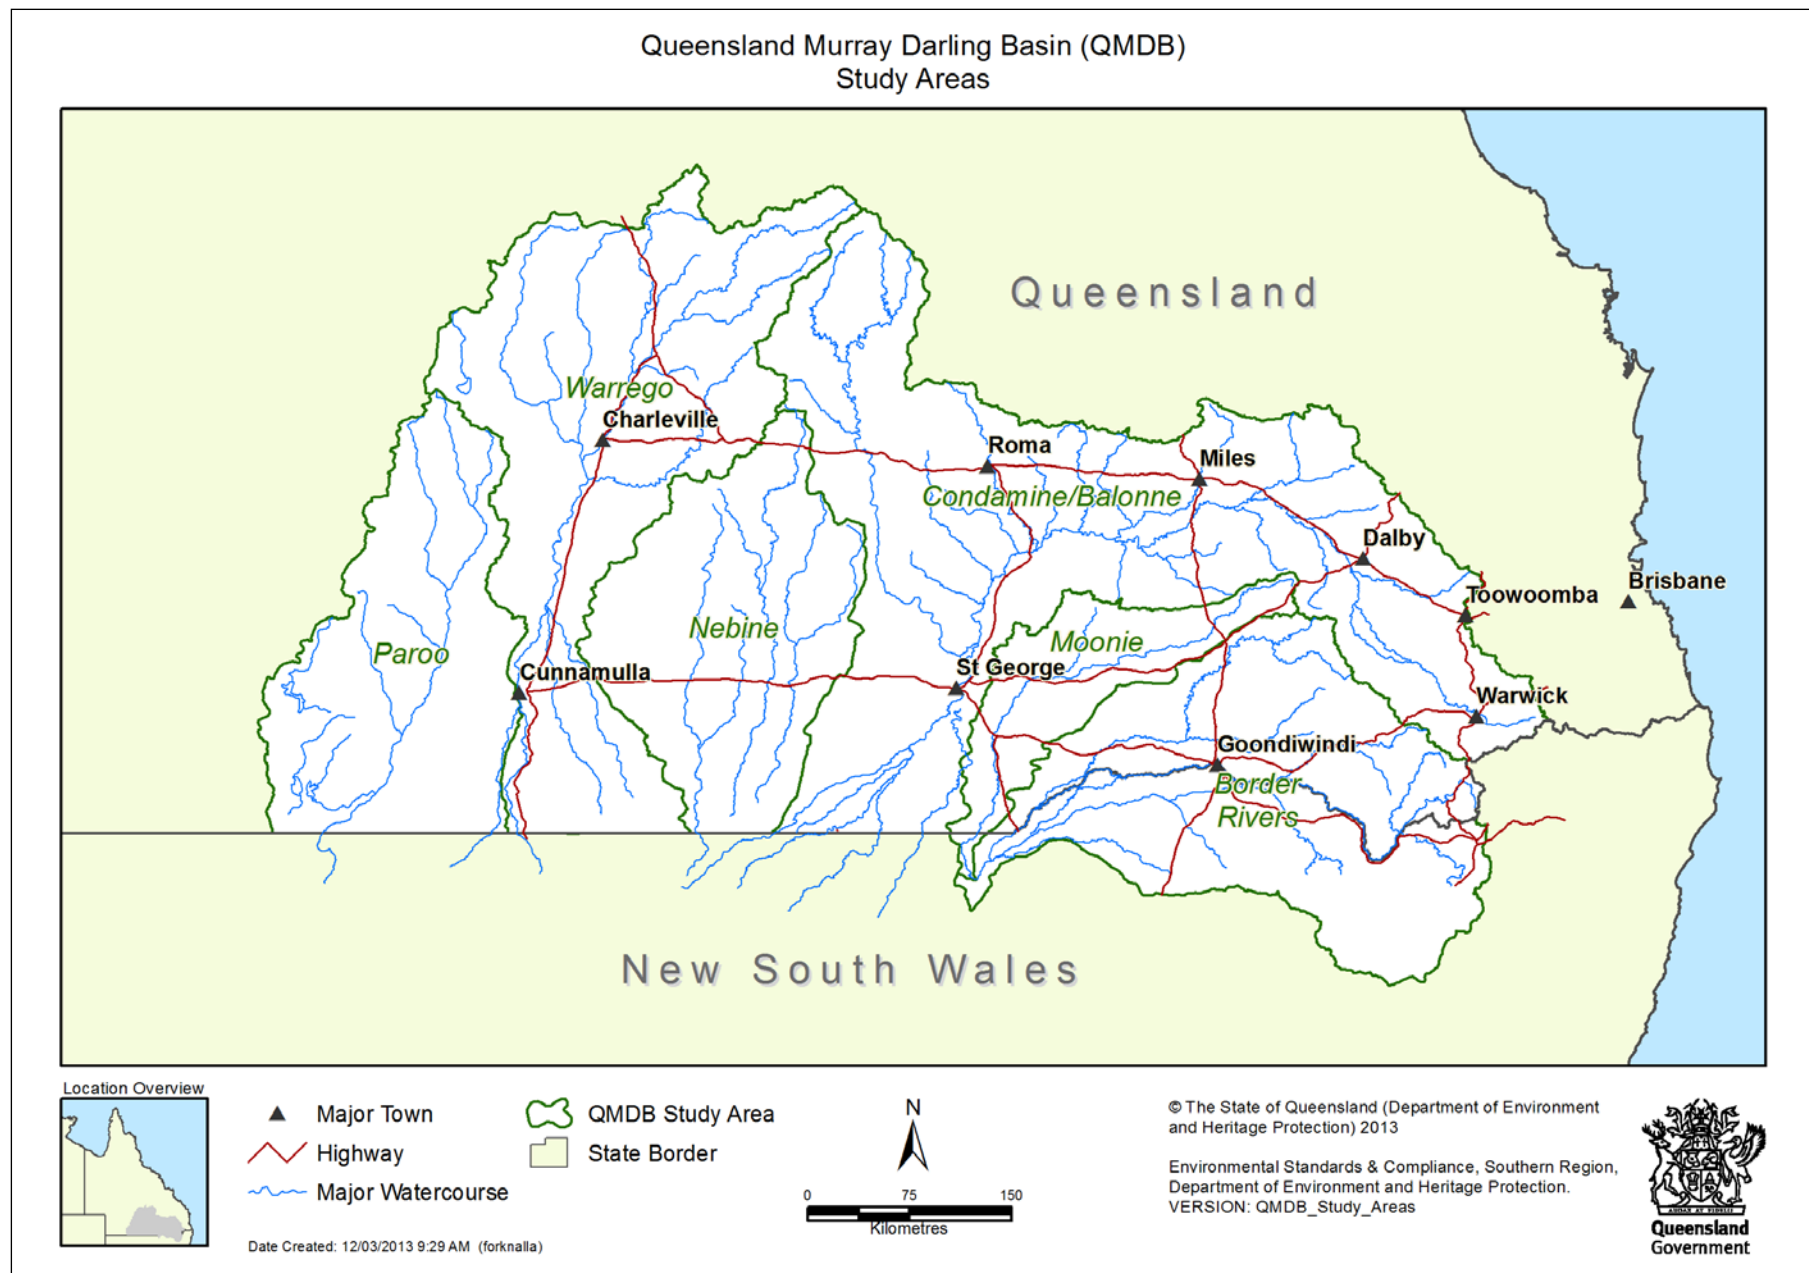 Queensland Murray Darling Basin (QMDB)
Study Areas
Queensland
Warrego
Charleville
Roma
Miles
Condamine/Balonne
Dalby
Brisbane
Toowoomba
Nebine
Moonie
Paroo
Cunnamulla
St George
Warwick
Goondiwindi
Border
Rivers
New South Wales
Location Overview
Major Town
Highway
Major Watercourse
QMDB Study Area
State Border
N
0 75 150
Kilometres
© The State of Queensland (Department of Environment
and Heritage Protection) 2013
Environmental Standards & Compliance, Southern Region,
Department of Environment and Heritage Protection.
VERSION: QMDB_Study_Areas
Queensland
Government
Date Created: 12/03/2013 9:29 AM (forknalla)